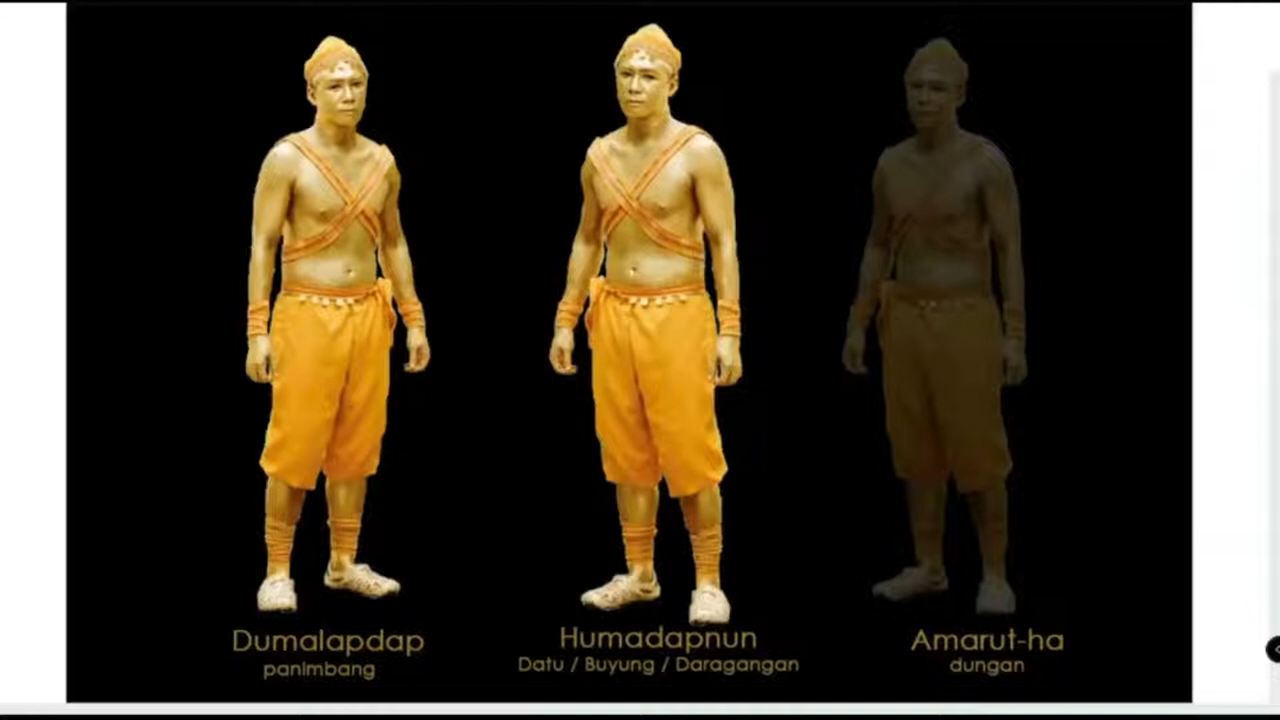 Dumalapdap
panimbang
Humadapnun
Datu / Buyung / Daragangan
Amarut-ha
dungan